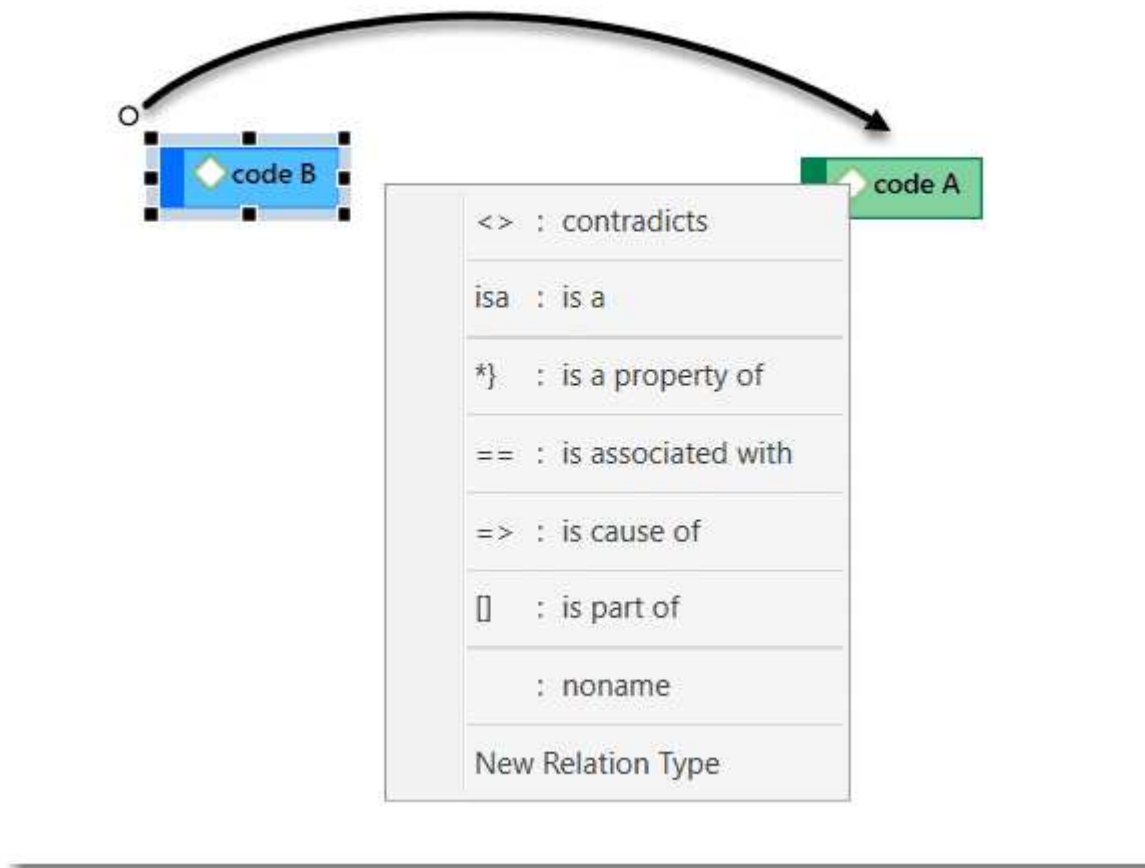 code B
code A
<> : contradicts
isa : is a
*} : is a property of
== : is associated with
=> : is cause of
[] : is part of
: noname
New Relation Type